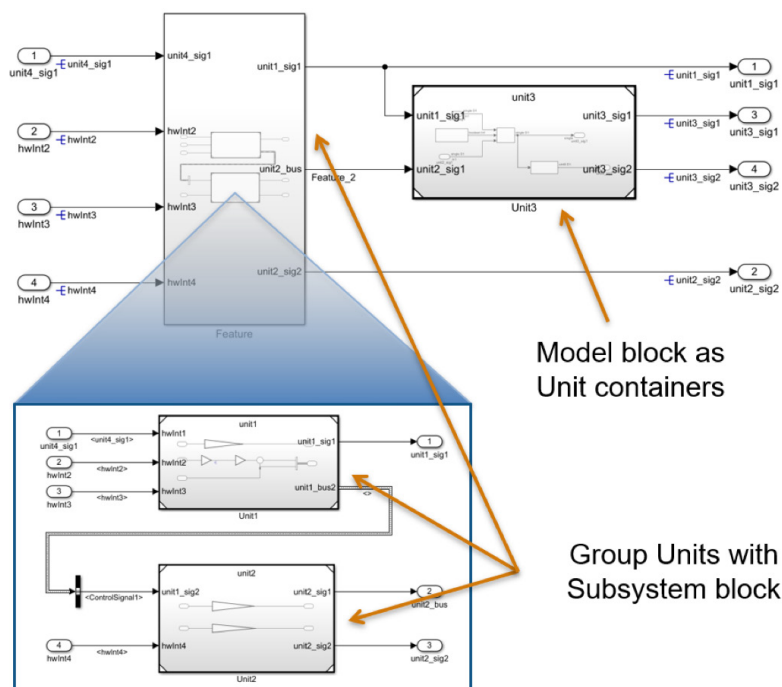 1
unit4_sig1
unit4_sig1
unit4_sig1
2
hwInt2
hwInt2
hwInt2
3
hwInt3
hwInt3
hwInt3
4
hwInt4
hwInt4
hwInt4
unit1_sig1
unit2_bus
Feature_2
unit2_sig2
Feature
unit3
unit1_sig1
unit2_sig1
unit3_sig1
unit3_sig2
Unit3
unit1_sig1
1
unit1_sig1
unit3_sig1
3
unit3_sig1
unit3_sig2
4
unit3_sig2
unit2_sig2
2
unit2_sig2
Model block as
Unit containers
1
unit4_sig1
<unit4_sig1>
2
hwInt2
<hwInt2>
3
hwInt3
<hwInt3>
unit1
hwInt1
hwInt2
hwInt3
unit1_sig1
unit1_bus2
<>
Unit1
1
unit1_sig1
<ControlSignal1>
unit2
unit1_sig2
hwInt4
unit2_sig1
unit2_sig2
Unit2
4
hwInt4
<hwInt4>
2
unit2_bus
3
unit2_sig2
Group Units with
Subsystem block